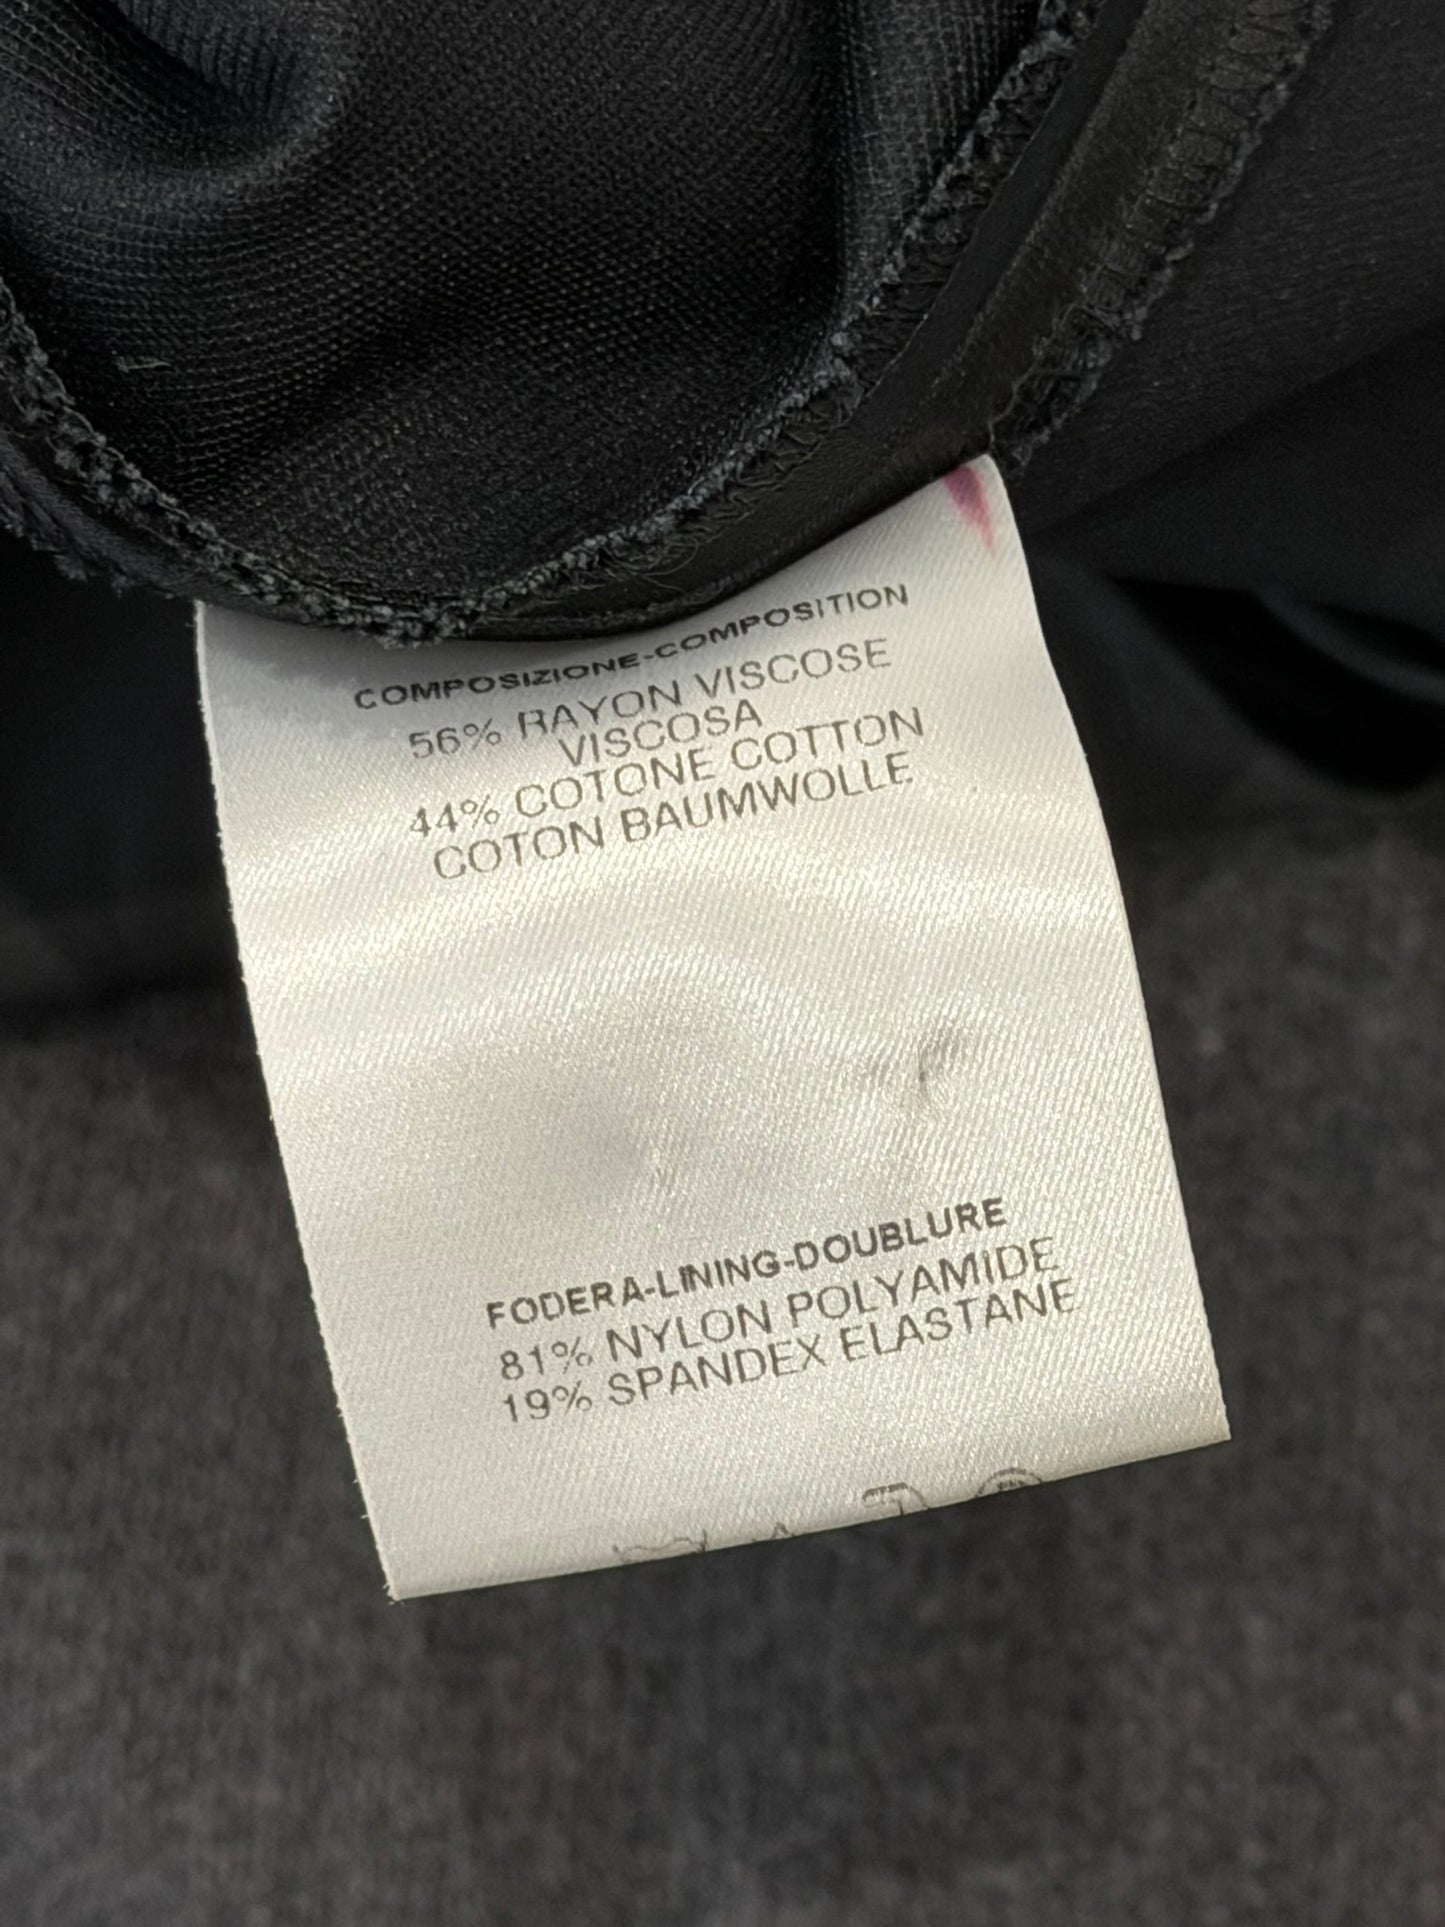 COMPOSIZIONE-COMPOSITION
56% RAYON VISCOSE
VISCOSA
44% COTONE COTTON
COTON BAUMWOLLE
FODERA-LINING-DOUBLURE
81% NYLON POLYAMIDE
19% SPANDEX ELASTANE